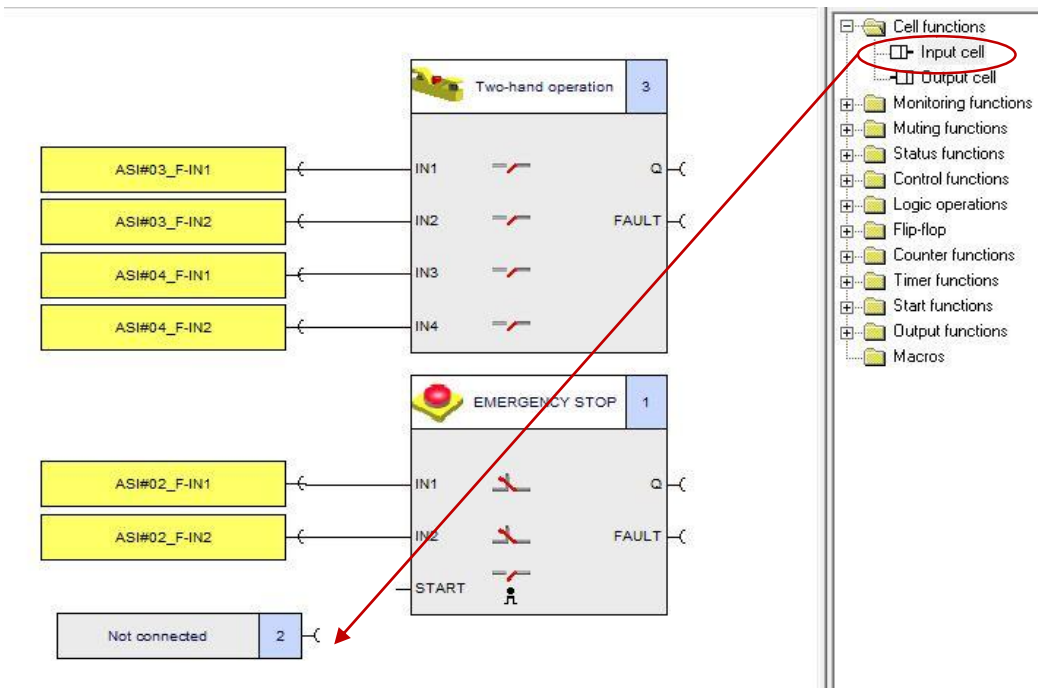 Two-hand operation 3
ASI#03_F-IN1 IN1 Q
ASI#03_F-IN2 IN2 FAULT
ASI#04_F-IN1 IN3
ASI#04_F-IN2 IN4
EMERGENCY STOP 1
ASI#02_F-IN1 IN1 Q
ASI#02_F-IN2 IN2 FAULT
START
Not connected 2
Cell functions
Input cell
Output cell
Monitoring functions
Muting functions
Status functions
Control functions
Logic operations
Flip-flop
Counter functions
Timer functions
Start functions
Output functions
Macros